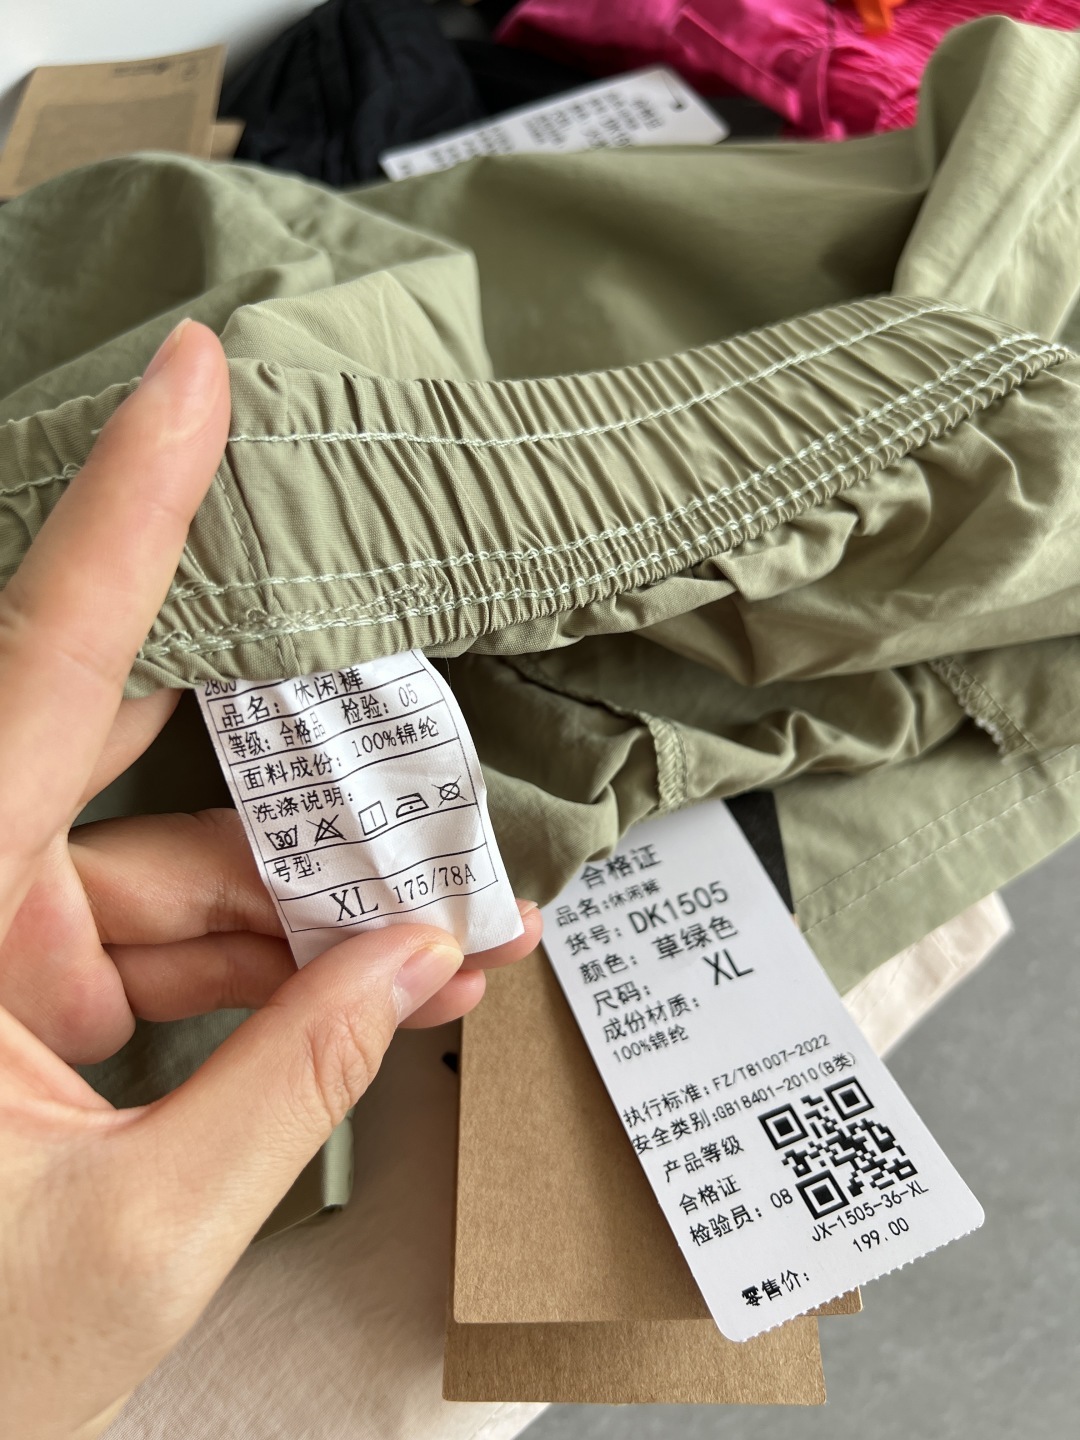 品名：休闲裤
等级：合格品 检验：05
面料成份：100%锦纶
洗涤说明：
30
号型：
XL 175/78A
合格证
品名：休闲裤
货号：DK1505
颜色：草绿色
尺码：XL
成份材质：
100%锦纶
执行标准：FZ/T81007-2022
安全类别：GB18401-2010(B类)
产品等级
合格证
检验员：08
JX-1505-36-XL
199.00
零售价：